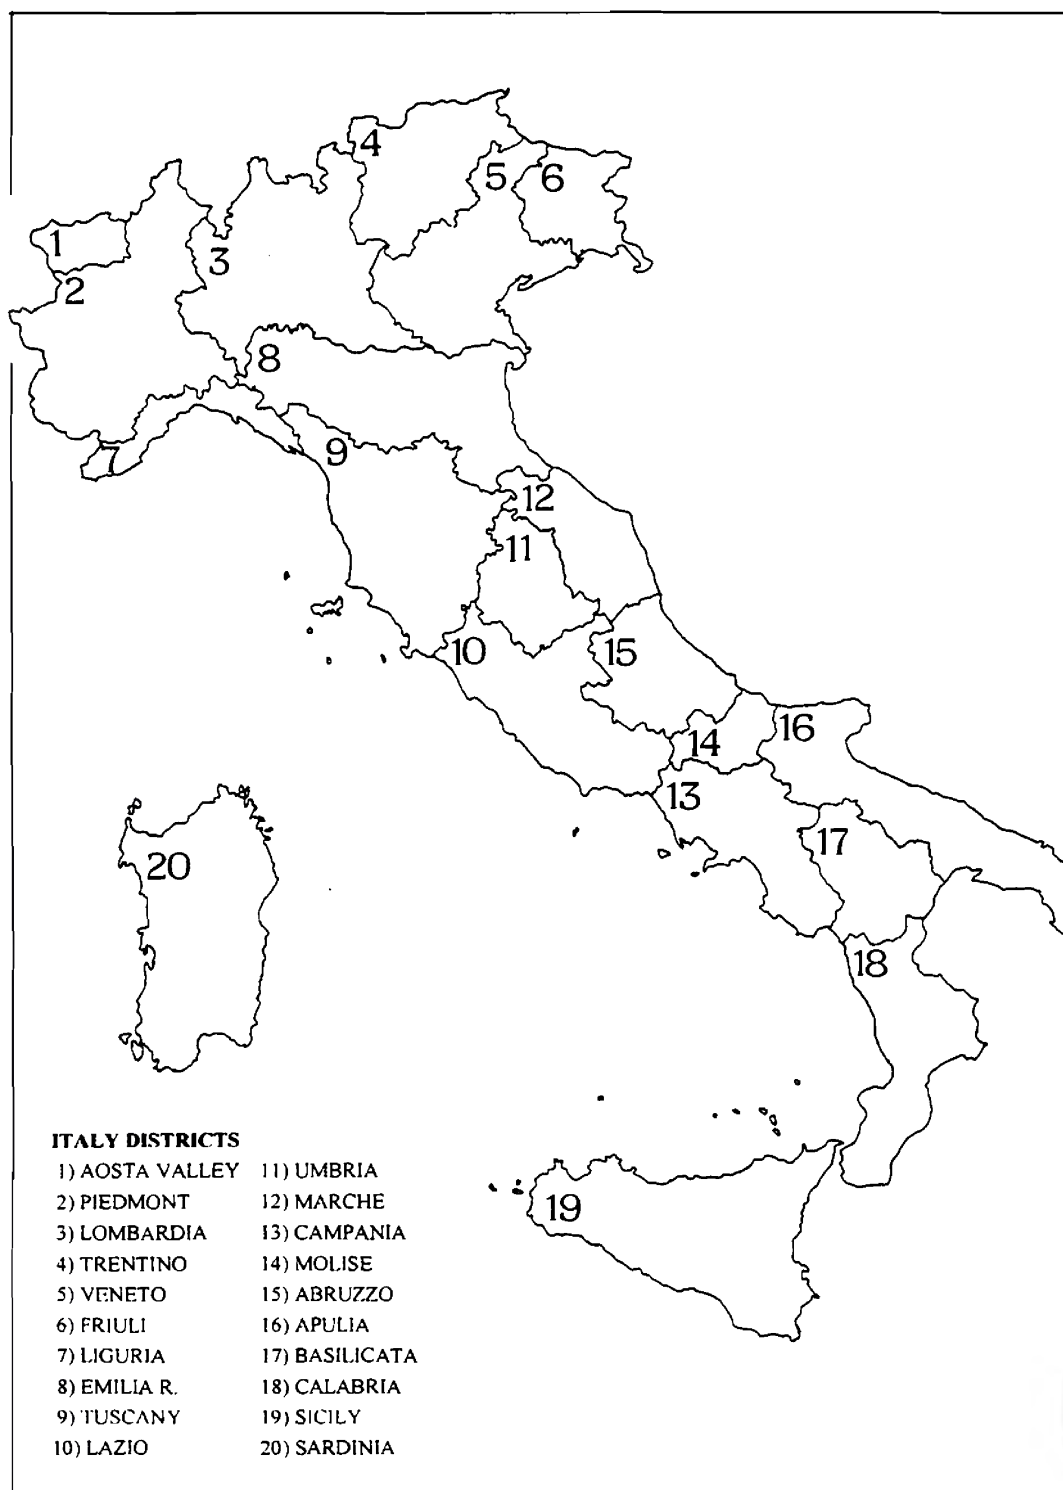 4
5
6
1
3
2
8
7
9
12
11
10
15
16
14
13
17
20
18
19
ITALY DISTRICTS
1) AOSTA VALLEY
2) PIEDMONT
3) LOMBARDIA
4) TRENTINO
5) VENETO
6) FRIULI
7) LIGURIA
8) EMILIA R.
9) TUSCANY
10) LAZIO
11) UMBRIA
12) MARCHE
13) CAMPANIA
14) MOLISE
15) ABRUZZO
16) APULIA
17) BASILICATA
18) CALABRIA
19) SICILY
20) SARDINIA